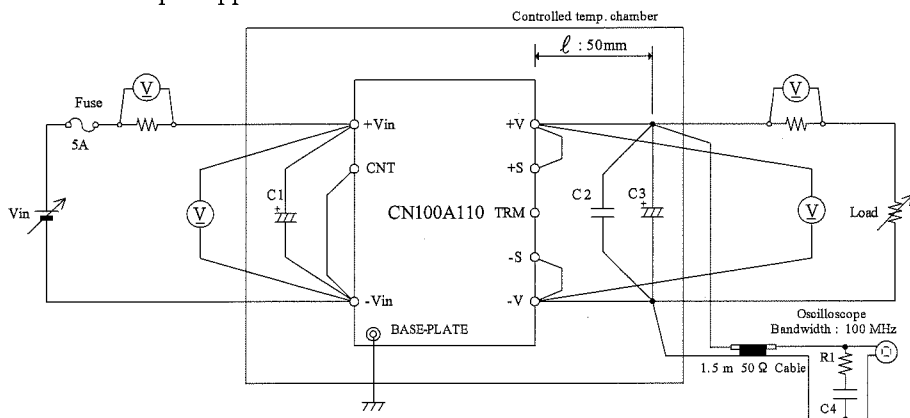 Controlled temp. chamber
ℓ : 50mm
V
V
Fuse
5A
+Vin
+V
CNT
+S
C1
+
C2
C3
+
Vin
V
CN100A110
TRM
V
Load
-S
-Vin
-V
BASE-PLATE
Oscilloscope
Bandwidth : 100 MHz
R1
1.5 m 50 Ω Cable
C4